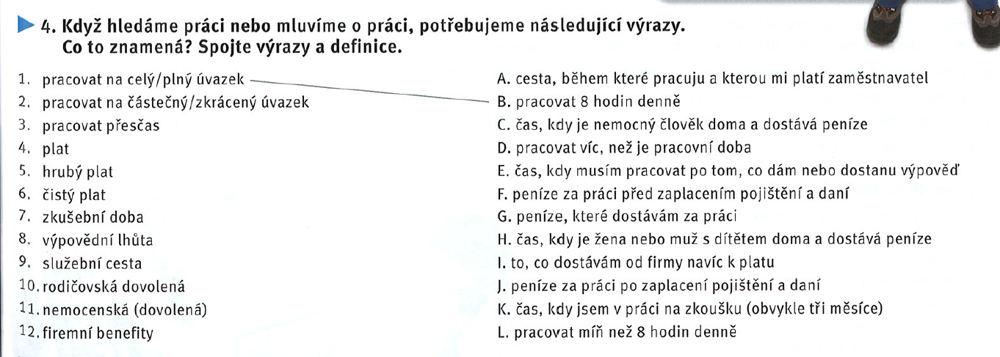 4. Když hledáme práci nebo mluvíme o práci, potřebujeme následující výrazy.
Co to znamená? Spojte výrazy a definice.
1. pracovat na celý/plný úvazek
2. pracovat na částečný/zkrácený úvazek
3. pracovat přesčas
4. plat
5. hrubý plat
6. čistý plat
7. zkušební doba
8. výpovědní lhůta
9. služební cesta
10. rodičovská dovolená
11. nemocenská (dovolená)
12. firemní benefity
A. cesta, během které pracuju a kterou mi platí zaměstnavatel
B. pracovat 8 hodin denně
C. čas, kdy je nemocný člověk doma a dostává peníze
D. pracovat víc, než je pracovní doba
E. čas, kdy musím pracovat po tom, co dám nebo dostanu výpověď
F. peníze za práci před zaplacením pojištění a daní
G. peníze, které dostávám za práci
H. čas, kdy je žena nebo muž s dítětem doma a dostává peníze
I. to, co dostávám od firmy navíc k platu
J. peníze za práci po zaplacení pojištění a daní
K. čas, kdy jsem v práci na zkoušku (obvykle tři měsíce)
L. pracovat míň než 8 hodin denně